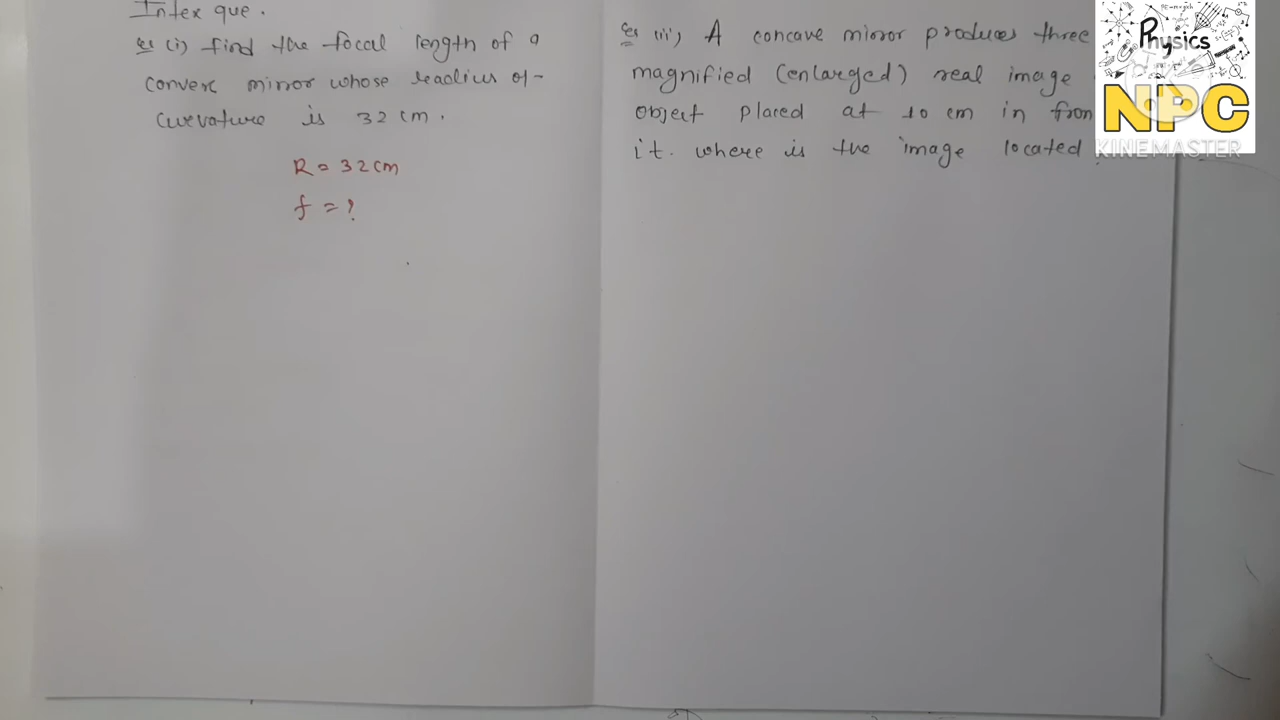 Intex que.
Q (i) find the focal length of a
convex mirror whose readius of
Curvature is 32 cm.
R = 32 cm
f = ?
Q (ii) A concave mirror produces three
magnified (enlarged) real image
object placed at 10 cm in fron
it. where is the image located
Physics
NPC
KINEMASTER